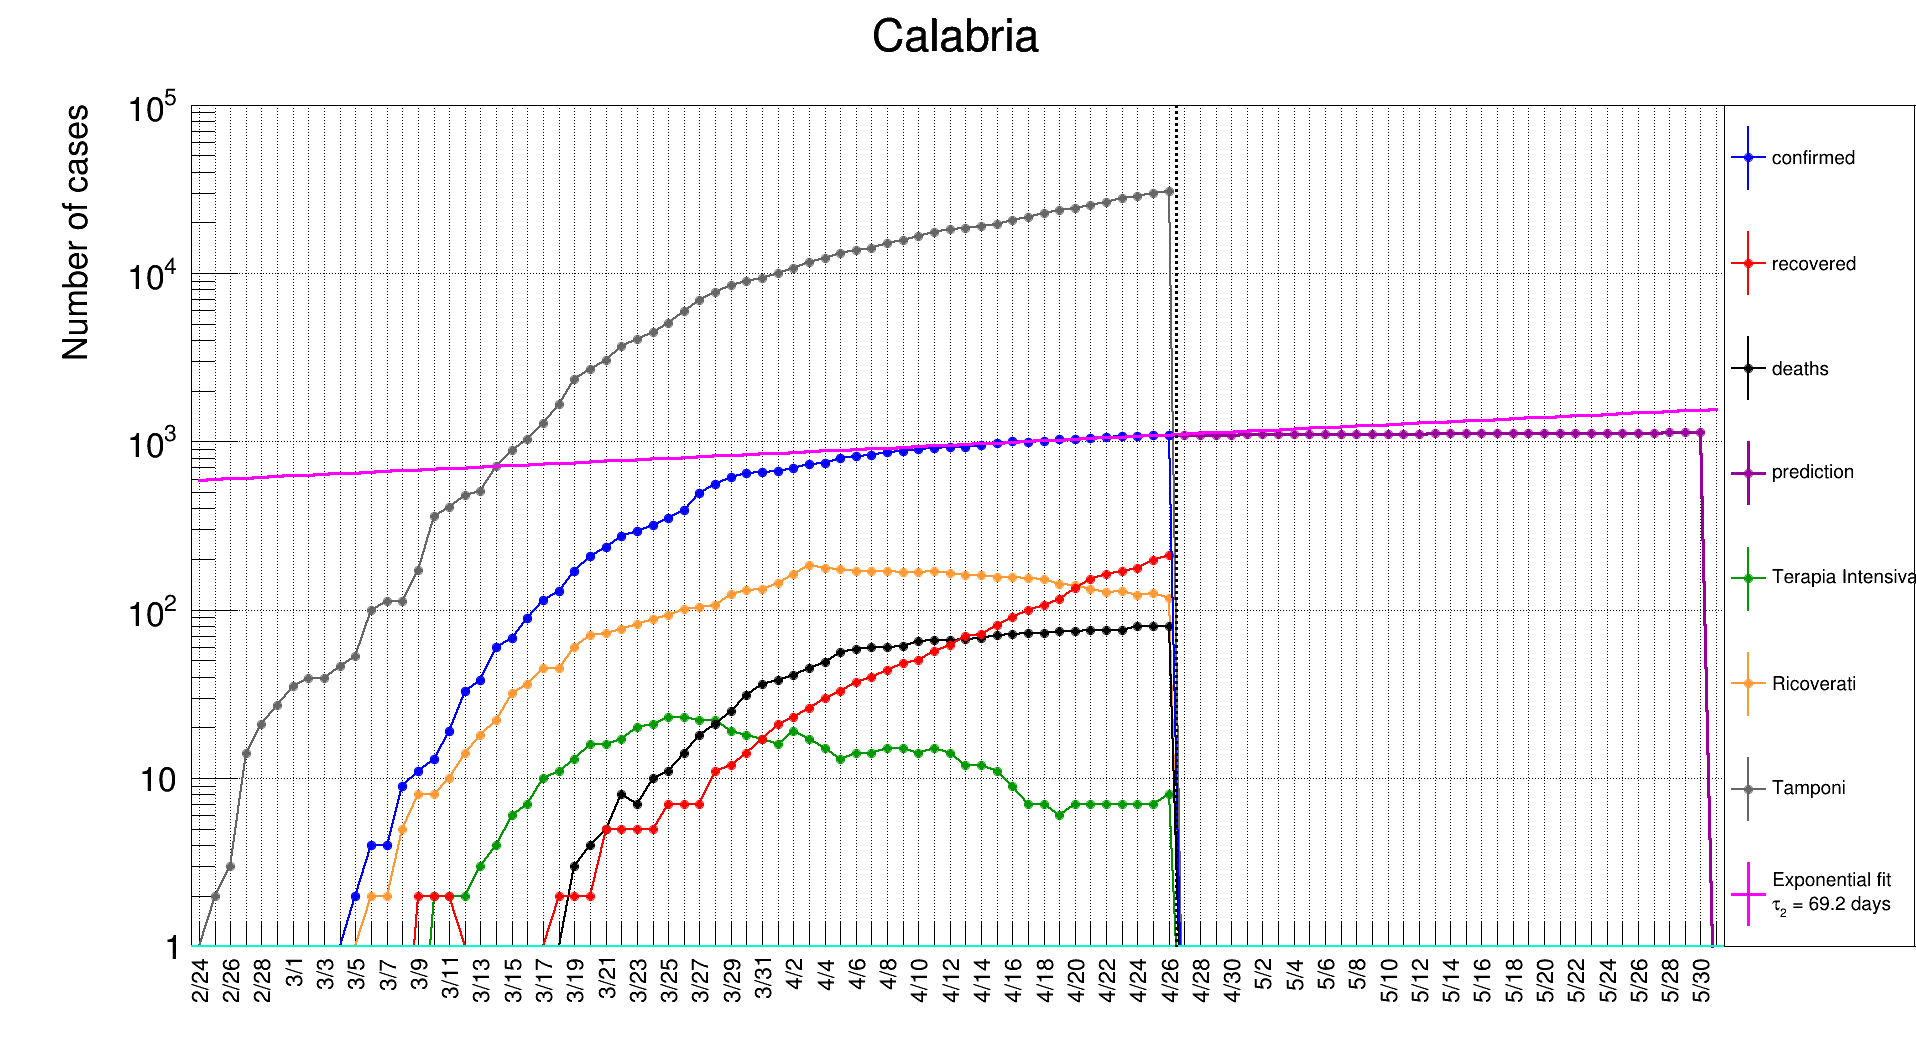 Calabria
Number of cases
10^5
10^4
10^3
10^2
10
1
2/24 2/26 2/28 3/1 3/3 3/5 3/7 3/9 3/11 3/13 3/15 3/17 3/19 3/21 3/23 3/25 3/27 3/29 3/31 4/2 4/4 4/6 4/8 4/10 4/12 4/14 4/16 4/18 4/20 4/22 4/24 4/26 4/28 4/30 5/2 5/4 5/6 5/8 5/10 5/12 5/14 5/16 5/18 5/20 5/22 5/24 5/26 5/28 5/30
confirmed
recovered
deaths
prediction
Terapia Intensiva
Ricoverati
Tamponi
Exponential fit
τ_2 = 69.2 days